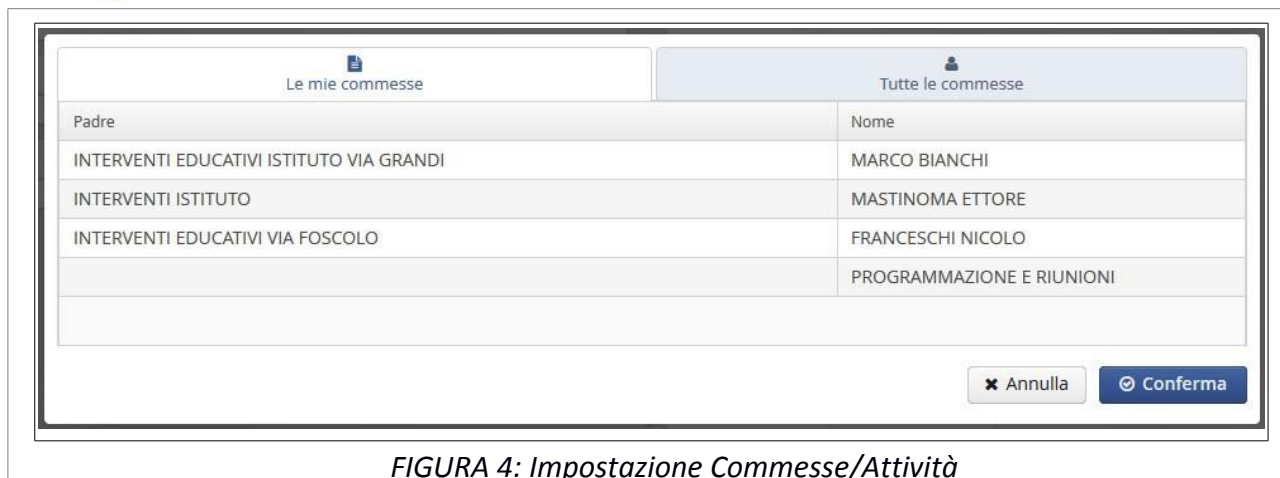 Le mie commesse Tutte le commesse
Padre Nome
INTERVENTI EDUCATIVI ISTITUTO VIA GRANDI MARCO BIANCHI
INTERVENTI ISTITUTO MASTINOMA ETTORE
INTERVENTI EDUCATIVI VIA FOSCOLO FRANCESCHI NICOLO
PROGRAMMAZIONE E RIUNIONI
Annulla Conferma
FIGURA 4: Impostazione Commesse/Attività